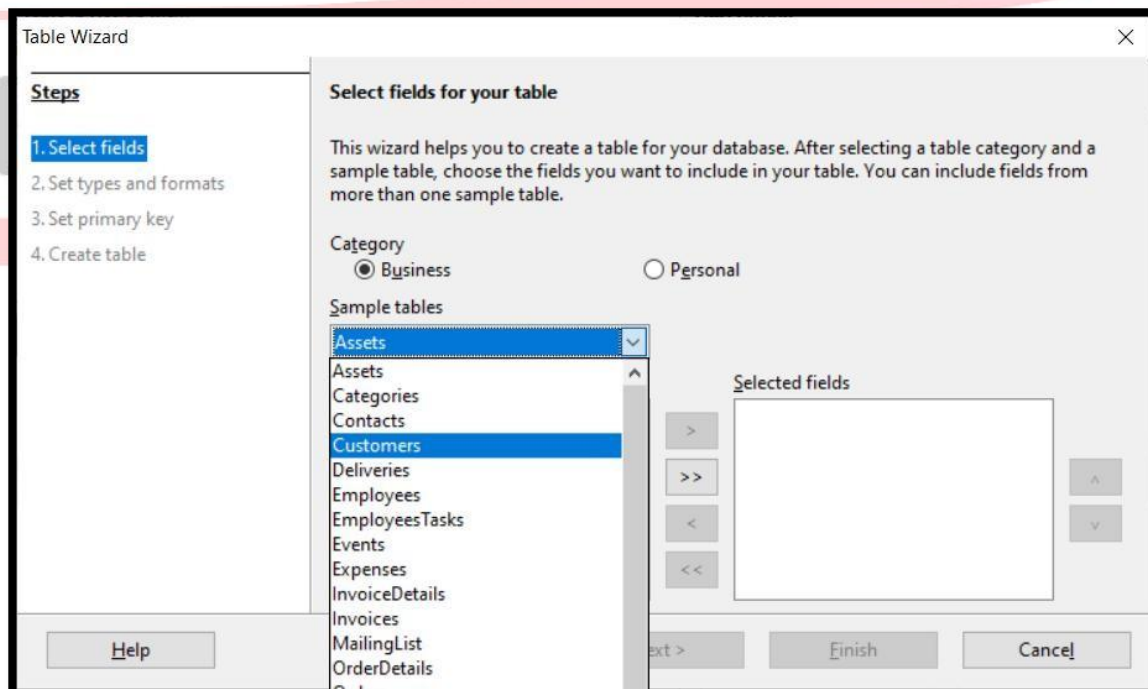 Table Wizard
Steps
1. Select fields
2. Set types and formats
3. Set primary key
4. Create table
Select fields for your table
This wizard helps you to create a table for your database. After selecting a table category and a
sample table, choose the fields you want to include in your table. You can include fields from
more than one sample table.
Category
Business
Personal
Sample tables
Assets
Assets
Categories
Contacts
Customers
Deliveries
Employees
EmployeesTasks
Events
Expenses
InvoiceDetails
Invoices
MailingList
OrderDetails
Selected fields
>
>>
<
<<
Help
ext >
Finish
Cancel